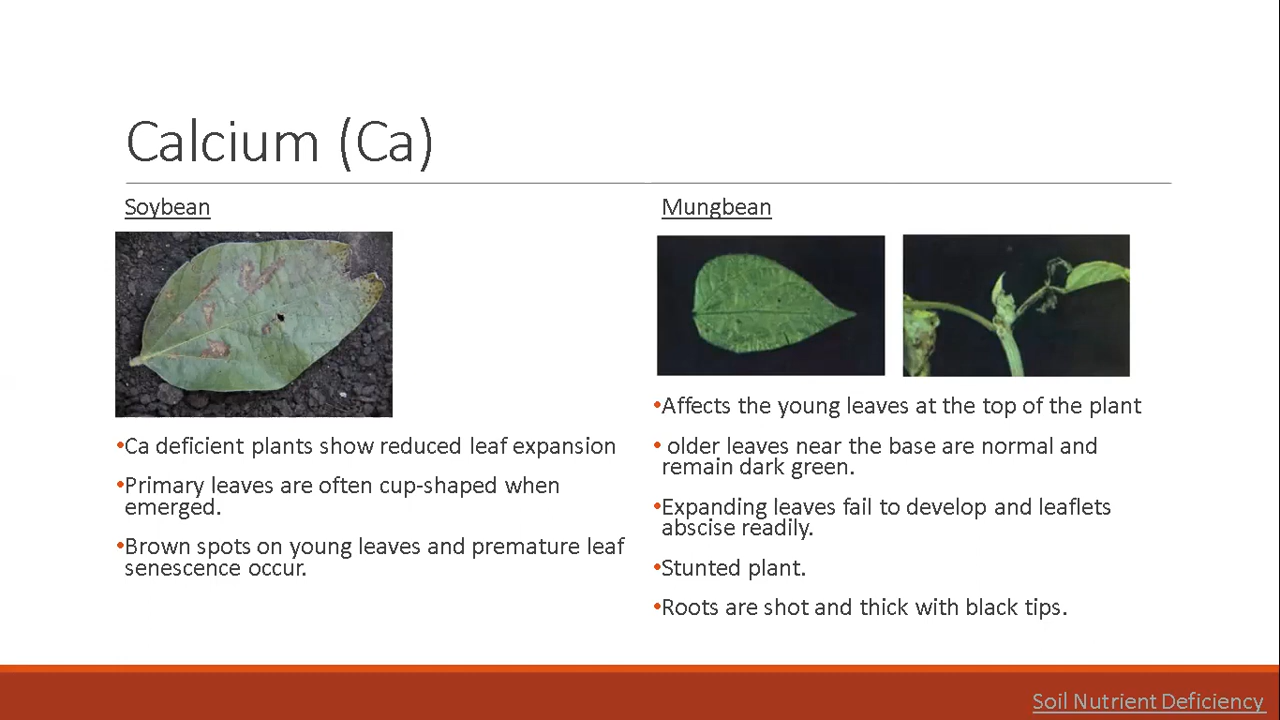 Calcium (Ca)
Soybean
•Ca deficient plants show reduced leaf expansion
•Primary leaves are often cup-shaped when
emerged.
•Brown spots on young leaves and premature leaf
senescence occur.
Mungbean
•Affects the young leaves at the top of the plant
• older leaves near the base are normal and
remain dark green.
•Expanding leaves fail to develop and leaflets
abscise readily.
•Stunted plant.
•Roots are shot and thick with black tips.
Soil Nutrient Deficiency